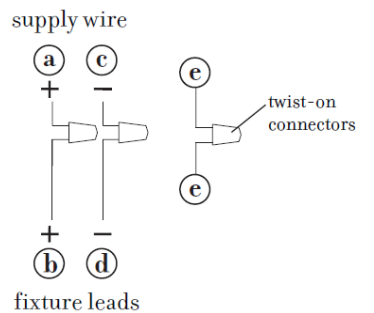 supply wire
a c e
+ −
twist-on
connectors
e
+ −
b d
fixture leads